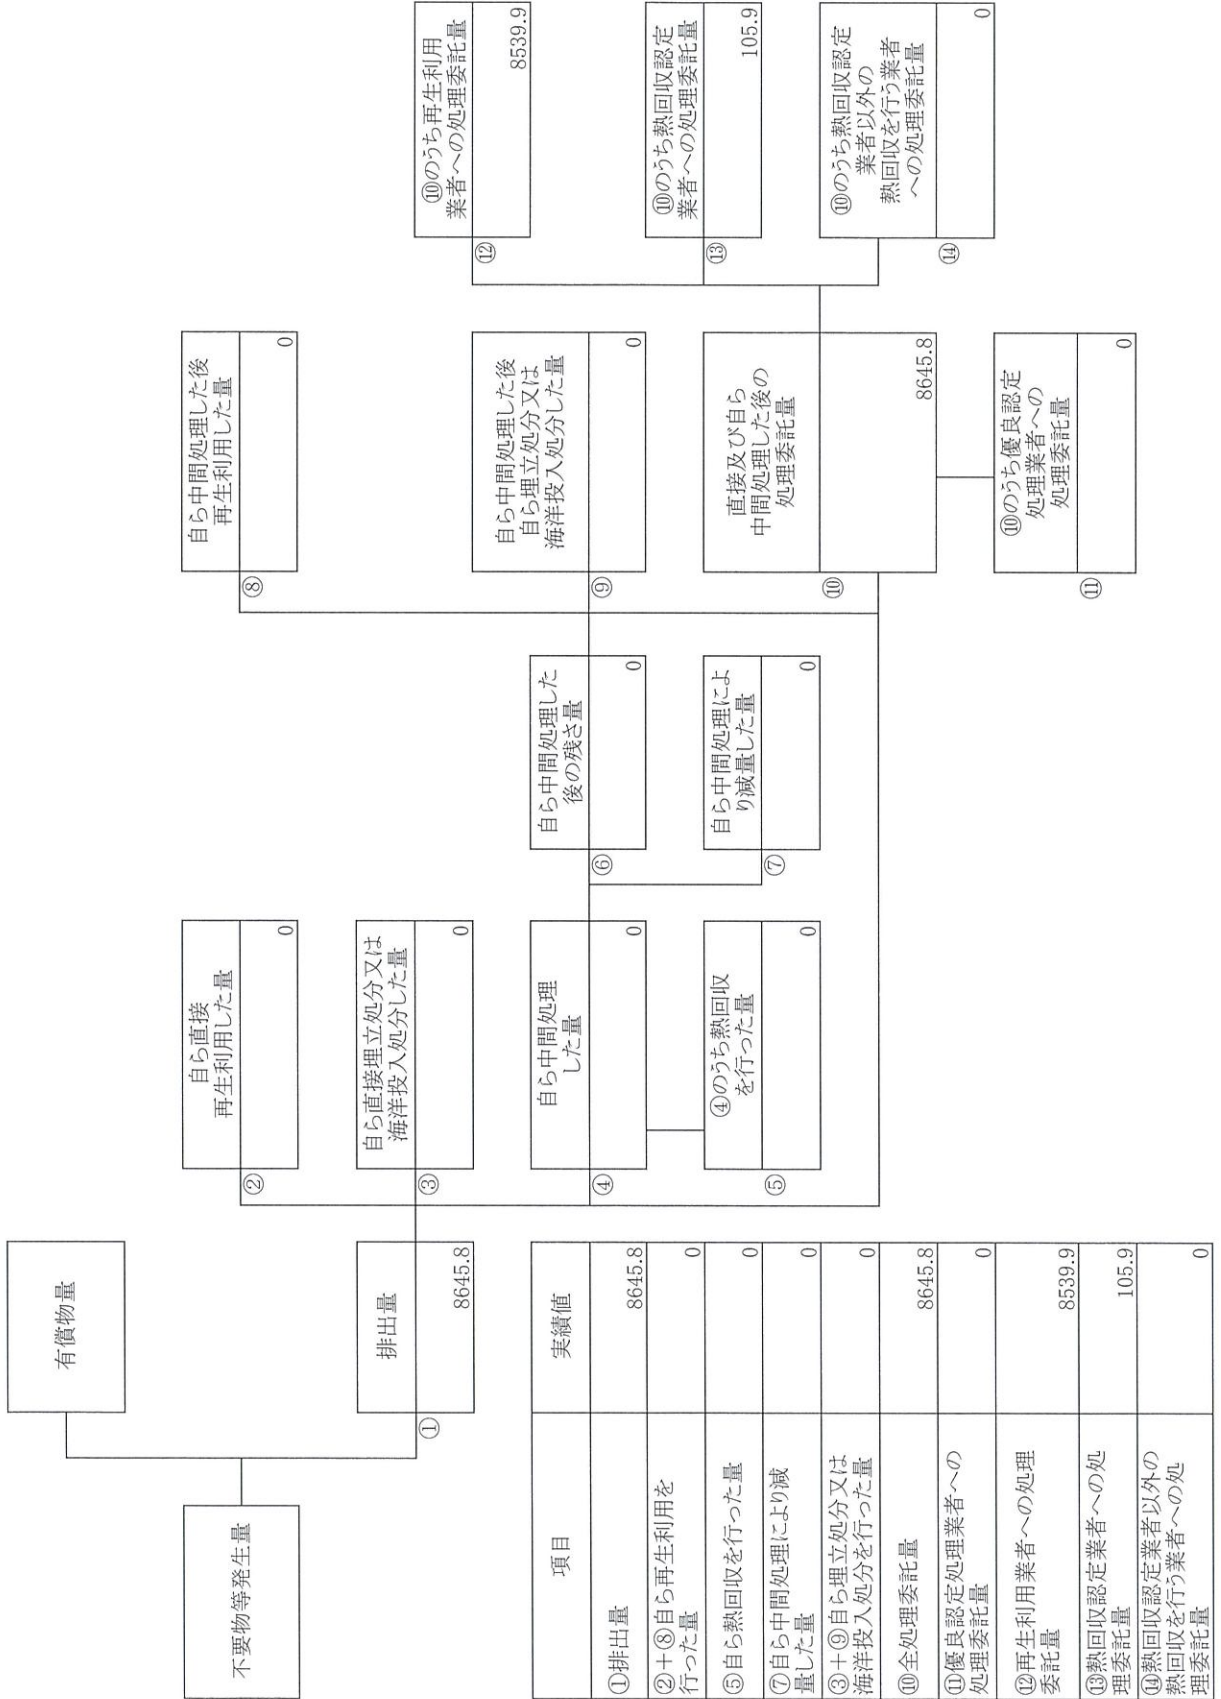 不要物等発生量
有償物量
排出量
①
8645.8
自ら直接
再生利用した量
②
0
自ら直接埋立処分又は
海洋投入処分した量
③
0
自ら中間処理
した量
④
0
④のうち熱回収
を行った量
⑤
0
自ら中間処理した
後の残さ量
⑥
0
自ら中間処理によ
り減量した量
⑦
0
自ら中間処理した後
再生利用した量
⑧
0
自ら中間処理した後
自ら埋立処分又は
海洋投入処分した量
⑨
0
直接及び自ら
中間処理した後の
処理委託量
⑩
8645.8
⑩のうち優良認定
処理業者への
処理委託量
⑪
0
⑩のうち再生利用
業者への処理委託量
⑫
8539.9
⑩のうち熱回収認定
業者への処理委託量
⑬
105.9
⑩のうち熱回収認定
業者以外の
熱回収を行う業者
への処理委託量
⑭
0
項目 実績値
①排出量 8645.8
②+⑧自ら再生利用を
行った量 0
⑤自ら熱回収を行った量 0
⑦自ら中間処理により減
量した量 0
③+⑨自ら埋立処分又は
海洋投入処分を行った量 0
⑩全処理委託量 8645.8
⑪優良認定処理業者への
処理委託量 0
⑫再生利用業者への処理
委託量 8539.9
⑬熱回収認定業者への処
理委託量 105.9
⑭熱回収認定業者以外の
熱回収を行う業者への処
理委託量 0